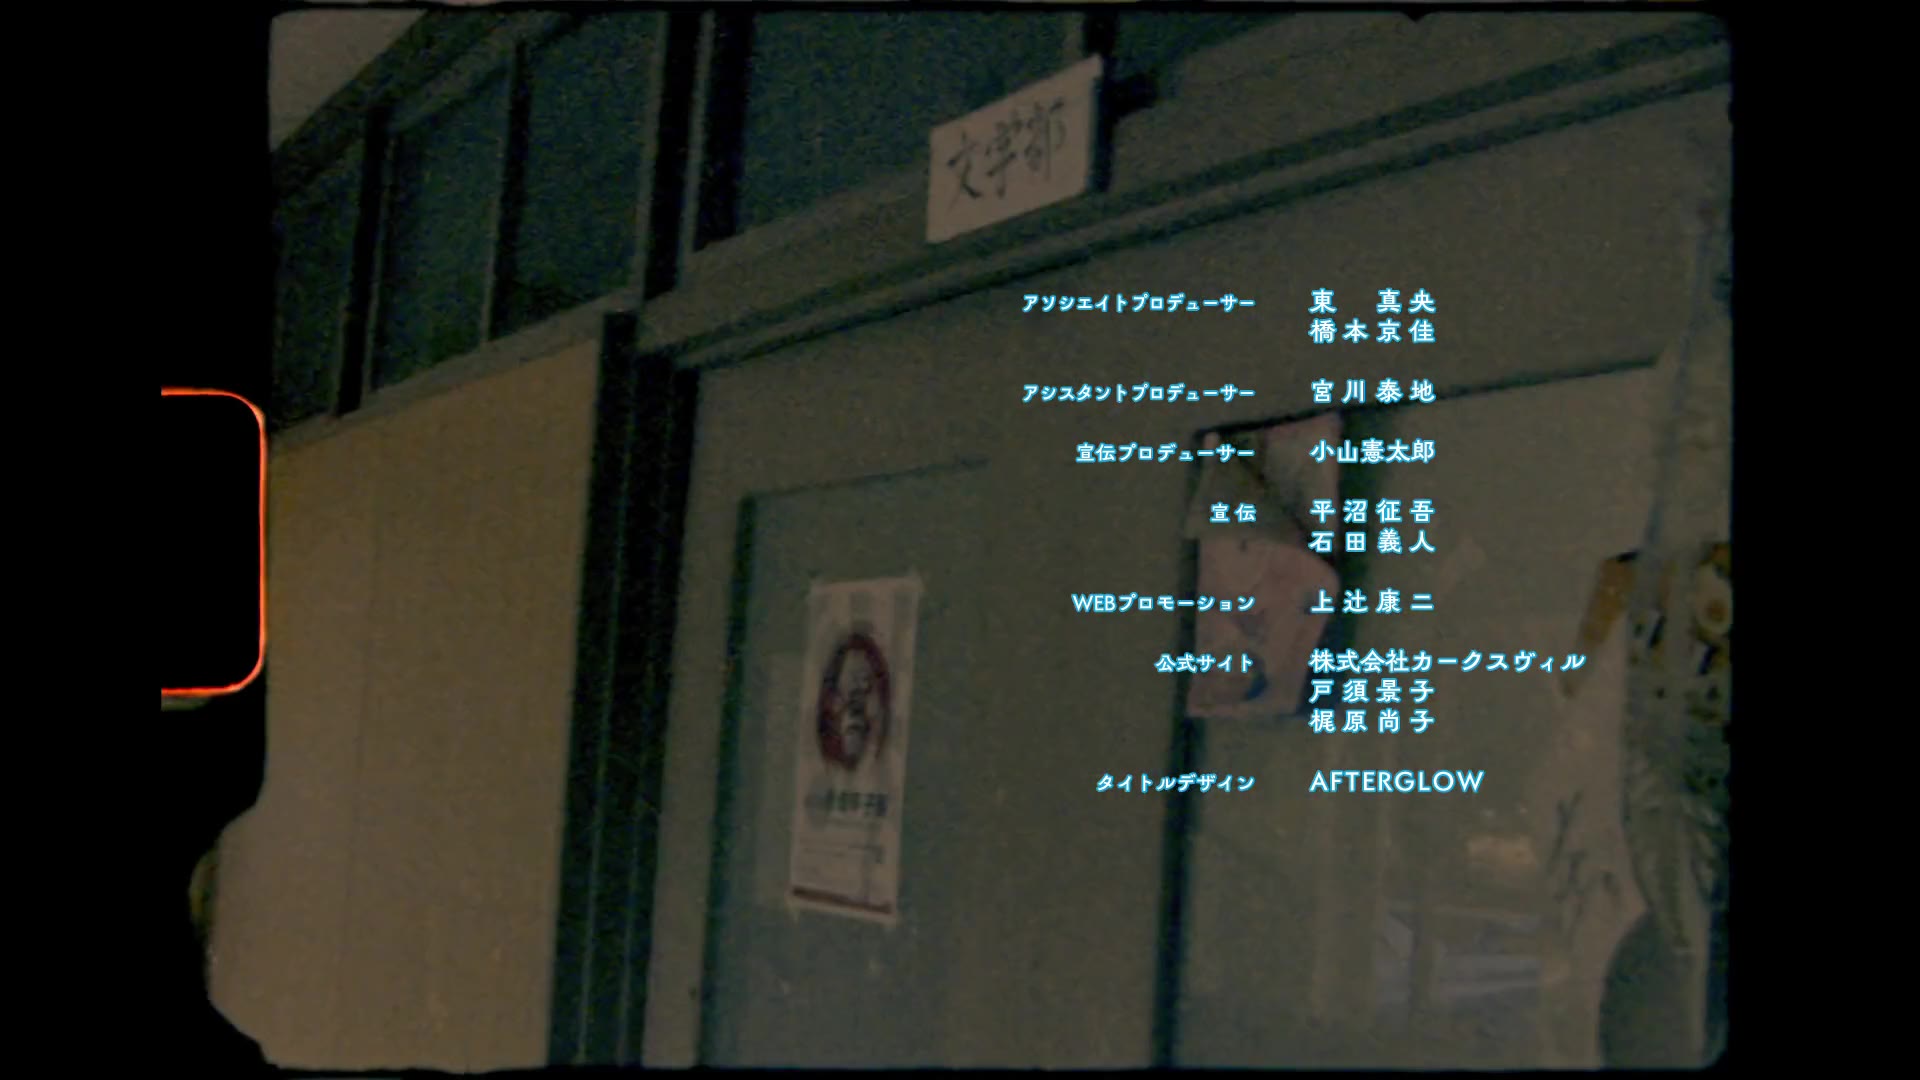 文学部
アソシエイトプロデューサー 東 真央
橋本京佳
アシスタントプロデューサー 宮川泰地
宣伝プロデューサー 小山憲太郎
宣伝 平沼征吾
石田義人
WEBプロモーション 上辻康二
公式サイト 株式会社カークスヴィル
戸須景子
梶原尚子
タイトルデザイン AFTERGLOW